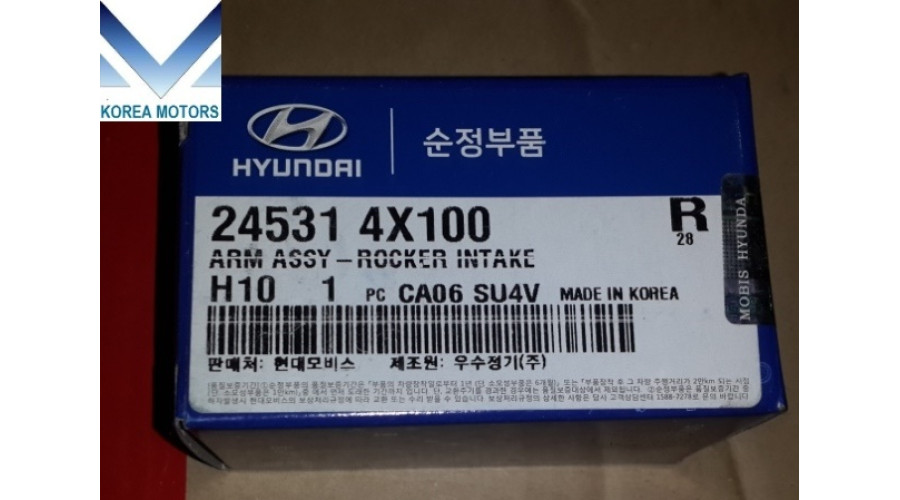 KOREA MOTORS
HYUNDAI
순정부품
24531 4X100
R
28
ARM ASSY-ROCKER INTAKE
H10 1 PC CA06 SU4V MADE IN KOREA
판매처: 현대모비스 제조원: 우수정기(주)
MOBIS HYUNDAI